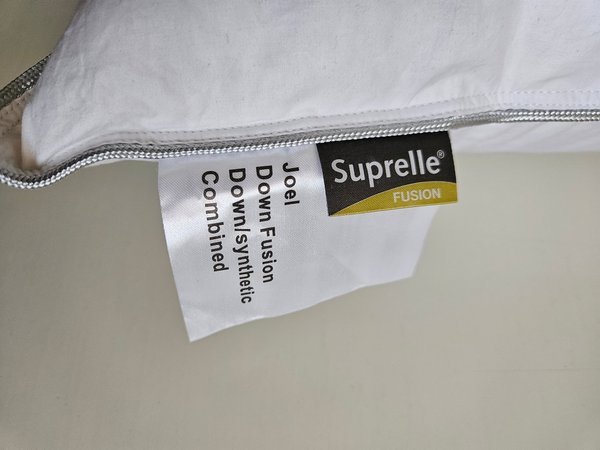 Suprelle®
FUSION
Joel
Down Fusion
Down/synthetic
Combined